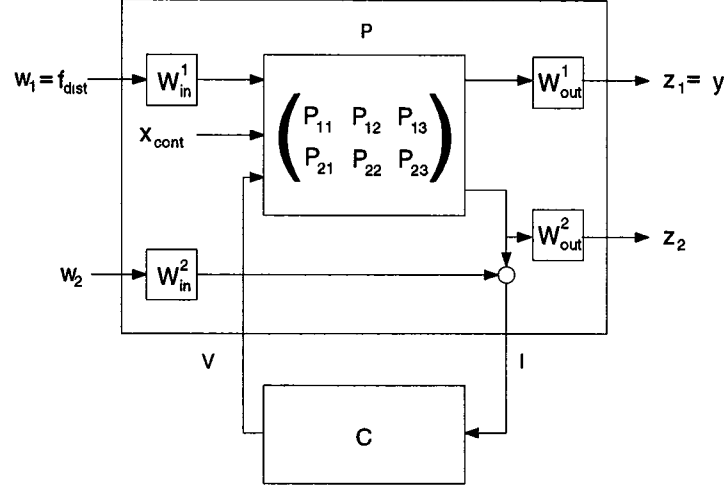 P
w₁ = f_dist
W¹_in
W¹_out
z₁ = y
x_cont
P₁₁ P₁₂ P₁₃
P₂₁ P₂₂ P₂₃
W²_out
z₂
w₂
W²_in
V
I
C